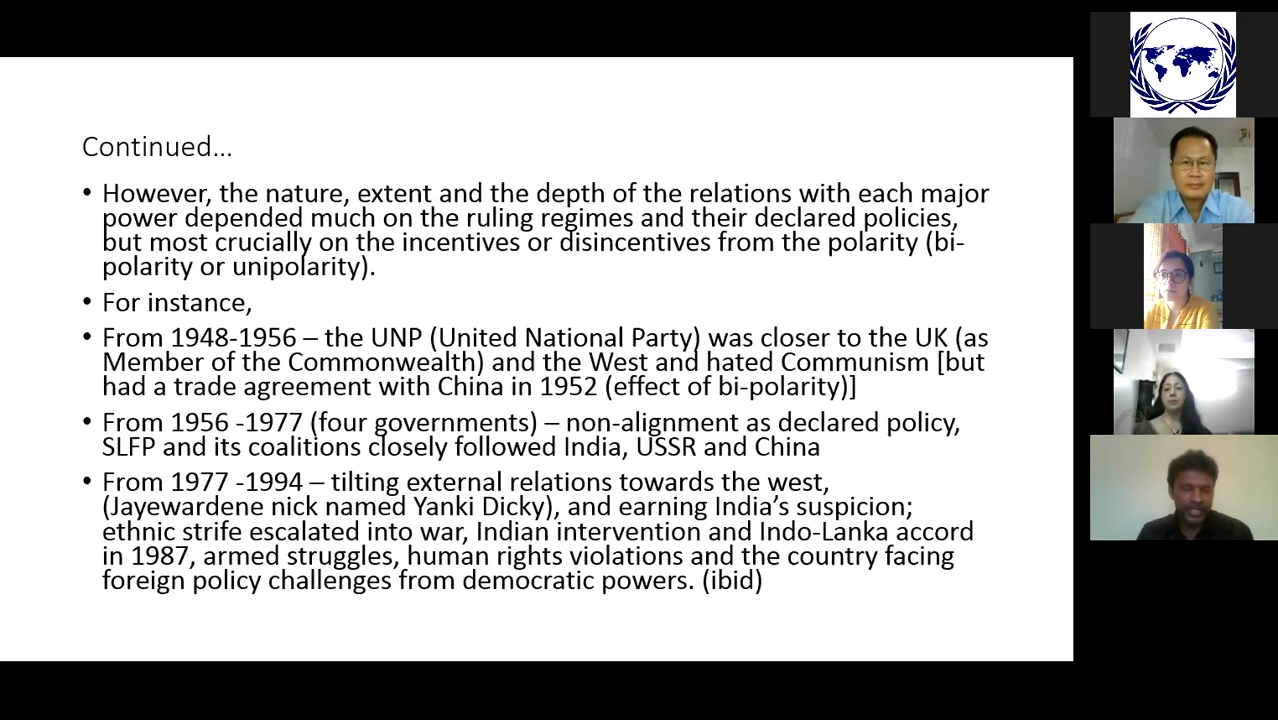 Continued...
• However, the nature, extent and the depth of the relations with each major
power depended much on the ruling regimes and their declared policies,
but most crucially on the incentives or disincentives from the polarity (bi-
polarity or unipolarity).
• For instance,
• From 1948-1956 – the UNP (United National Party) was closer to the UK (as
Member of the Commonwealth) and the West and hated Communism [but
had a trade agreement with China in 1952 (effect of bi-polarity)]
• From 1956 -1977 (four governments) – non-alignment as declared policy,
SLFP and its coalitions closely followed India, USSR and China
• From 1977 -1994 – tilting external relations towards the west,
(Jayewardene nick named Yanki Dicky), and earning India’s suspicion;
ethnic strife escalated into war, Indian intervention and Indo-Lanka accord
in 1987, armed struggles, human rights violations and the country facing
foreign policy challenges from democratic powers. (ibid)